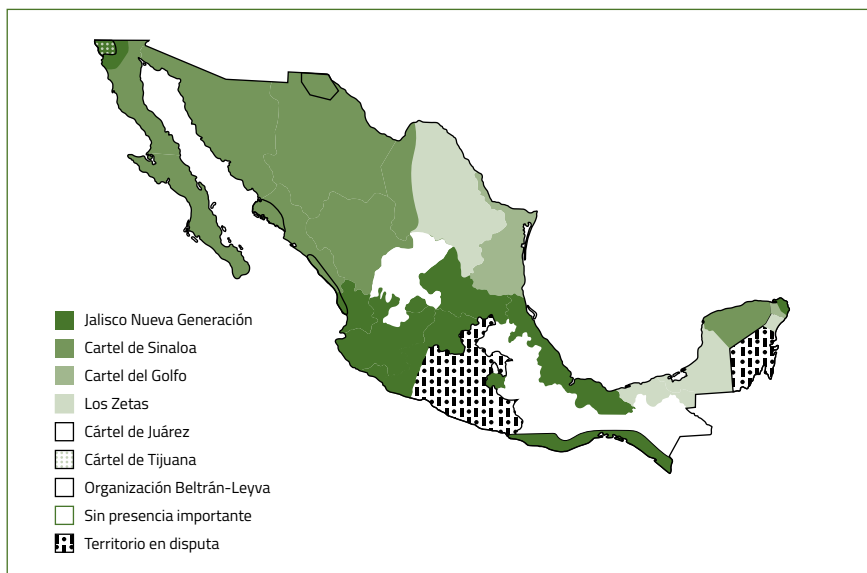 Jalisco Nueva Generación
Cartel de Sinaloa
Cartel del Golfo
Los Zetas
Cártel de Juárez
Cártel de Tijuana
Organización Beltrán-Leyva
Sin presencia importante
Territorio en disputa